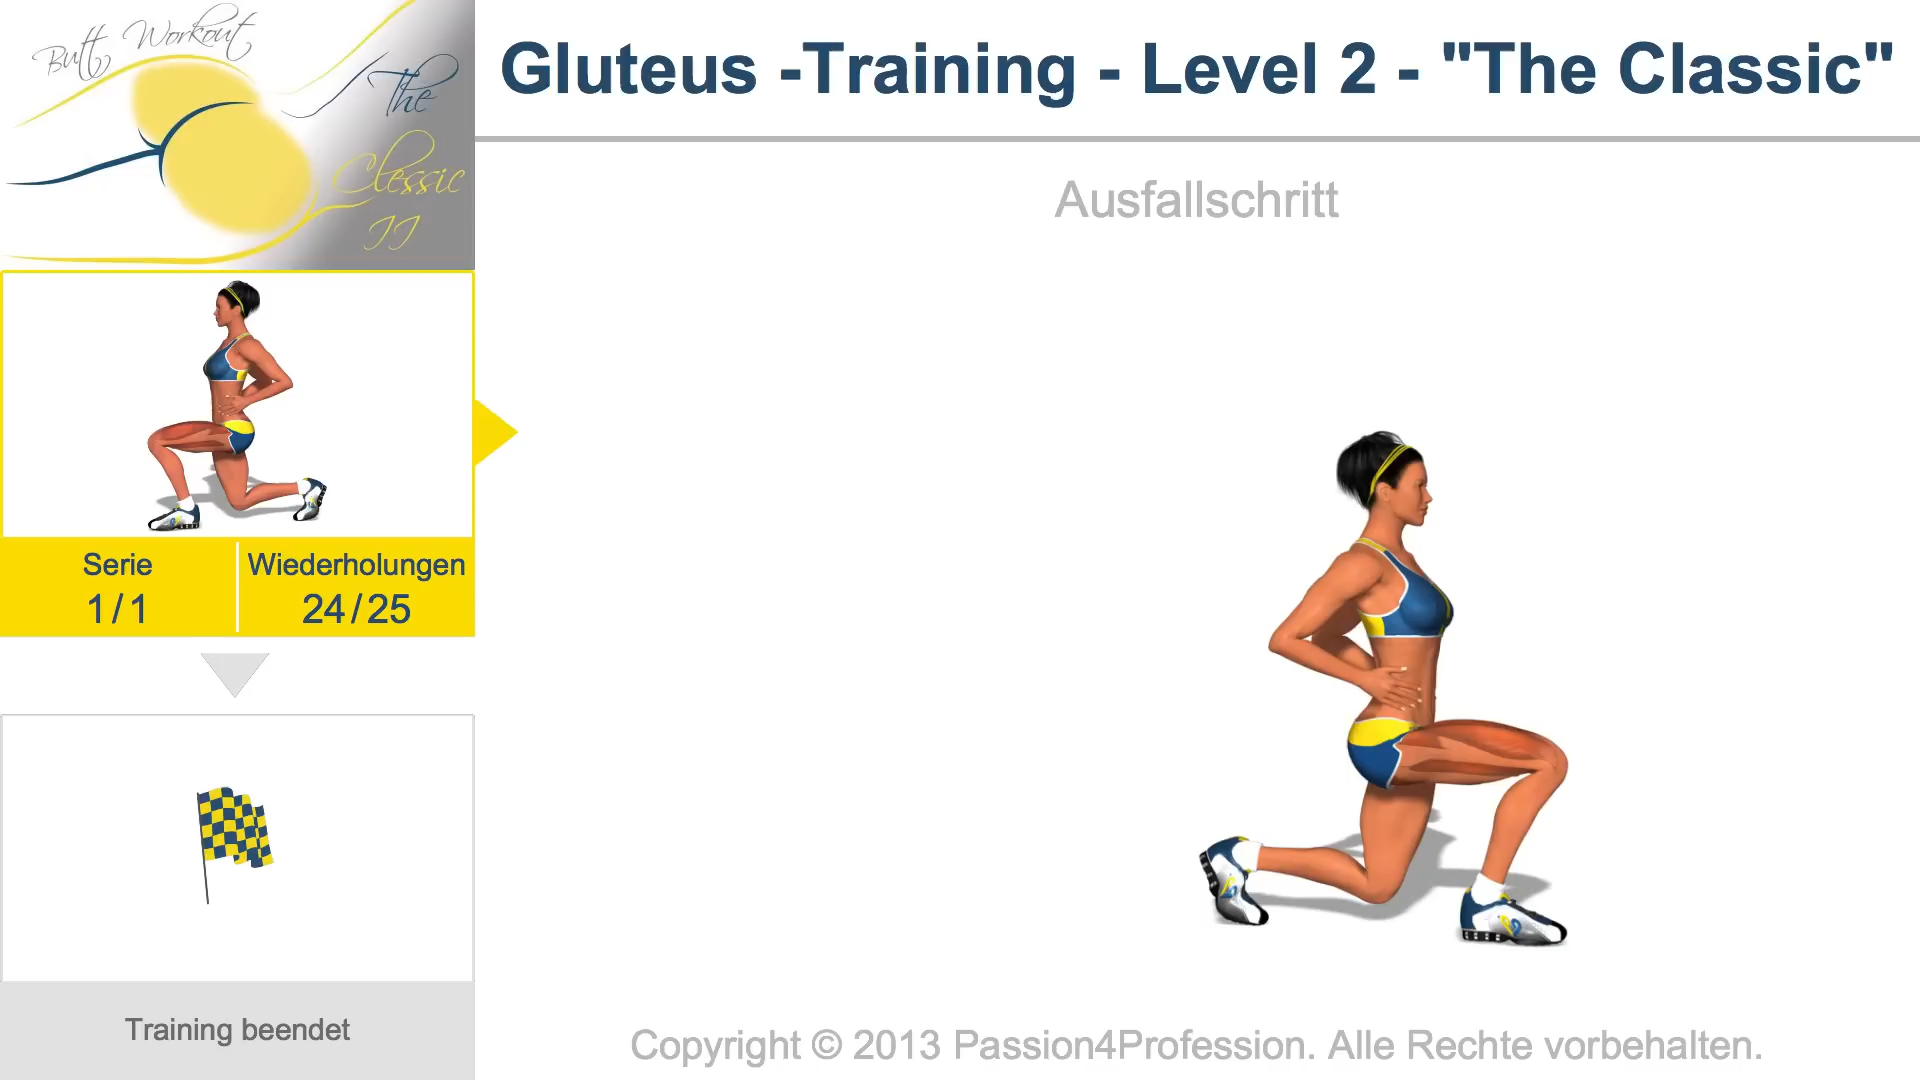 Butt Workout
The
Classic
II
Gluteus -Training - Level 2 - "The Classic"
Ausfallschritt
Serie
1/1
Wiederholungen
24/25
Training beendet
Copyright © 2013 Passion4Profession. Alle Rechte vorbehalten.